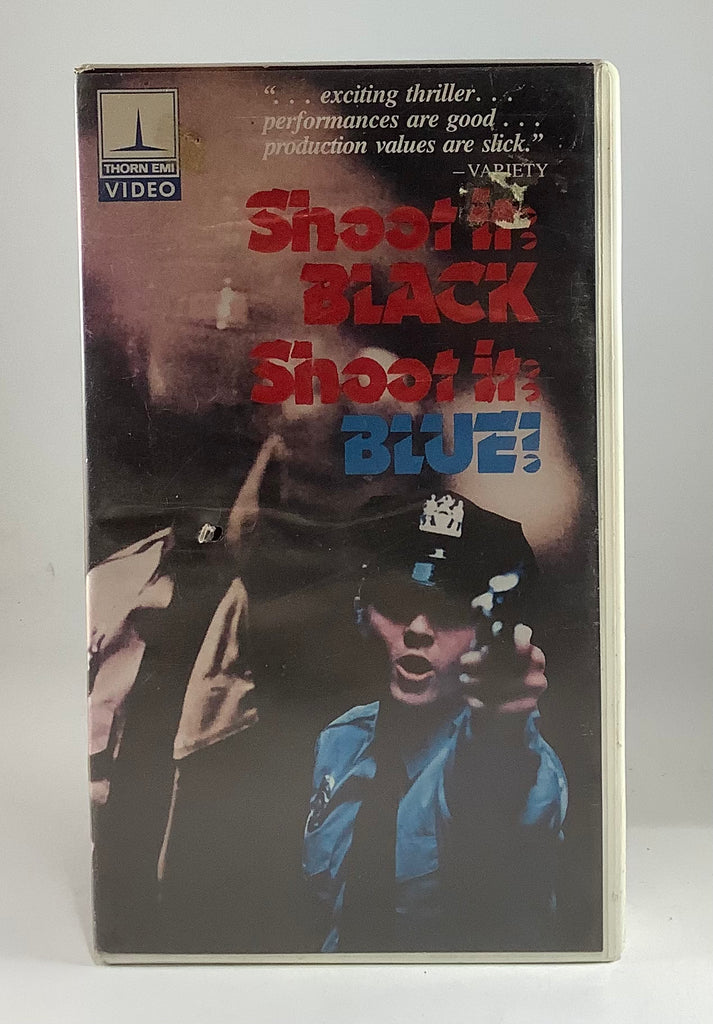 THORN EMI
VIDEO
". . . exciting thriller. . .
performances are good . . .
production values are slick."
–VARIETY
Shoot it:
BLACK
Shoot it:
BLUE!